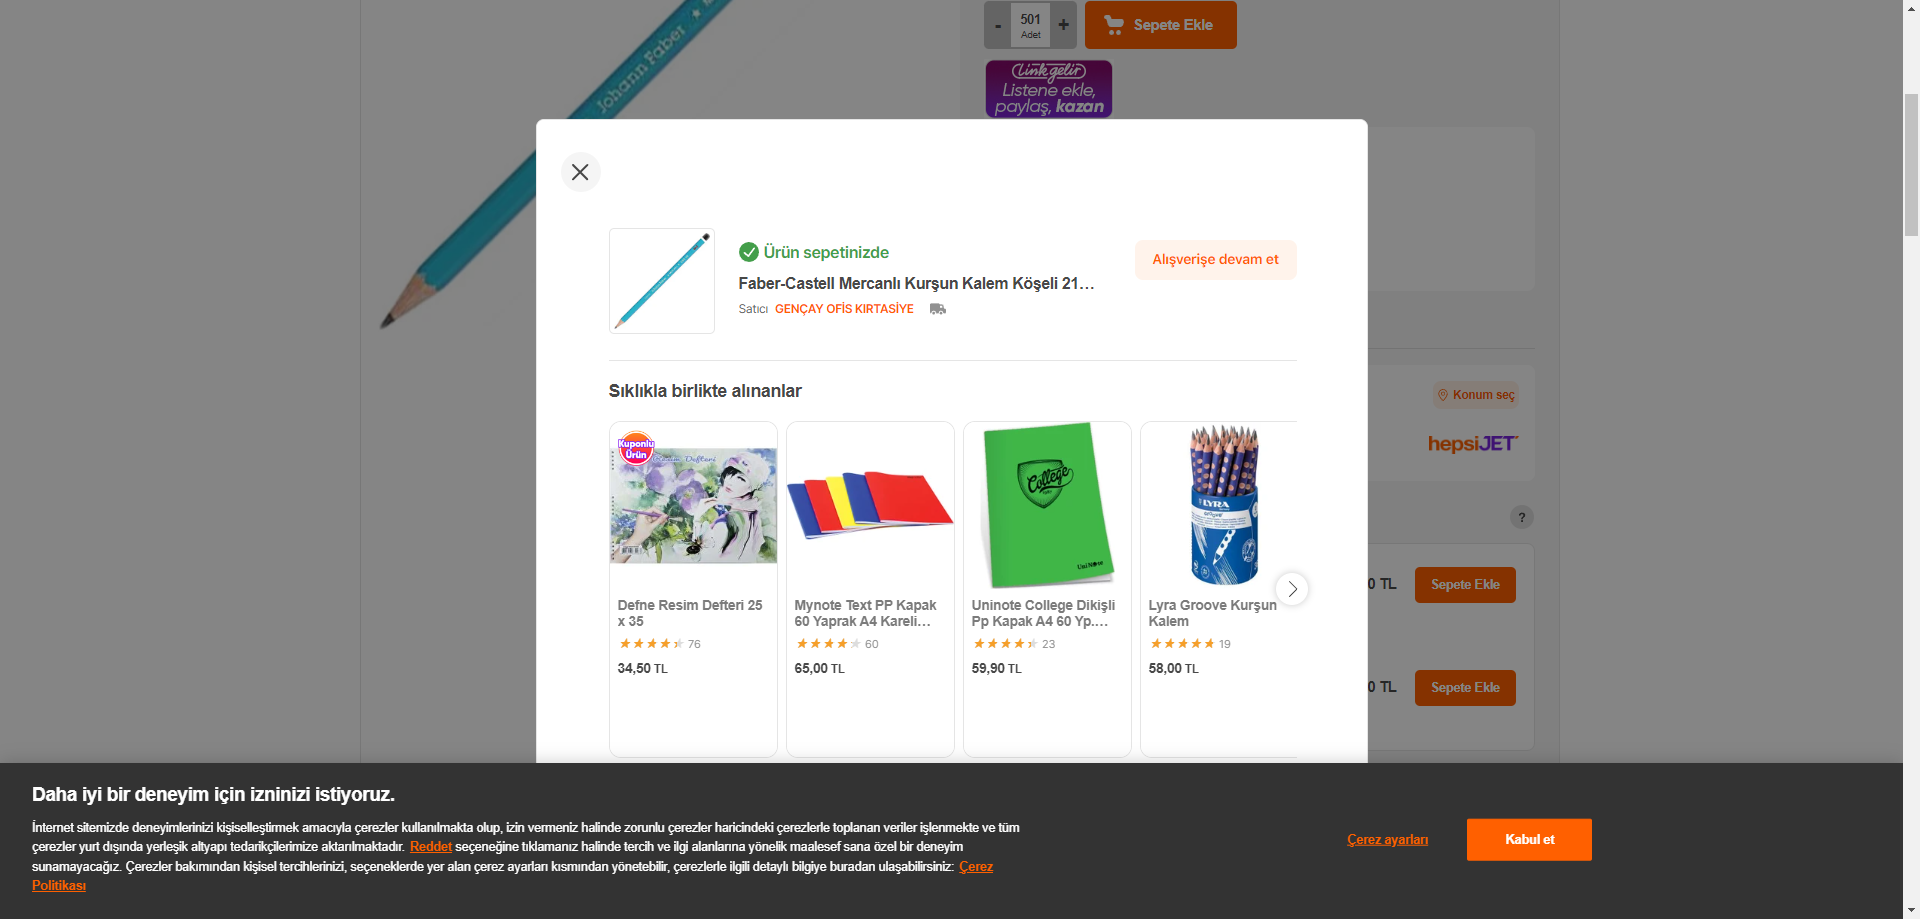 Johann Faber
-
501
Adet
+
Sepete Ekle
Link gelir
Listene ekle,
paylaş, kazan
Ürün sepetinizde
Faber-Castell Mercanlı Kurşun Kalem Köşeli 21...
Satıcı GENÇAY OFİS KIRTASİYE
Alışverişe devam et
Konum seç
hepsiJET
?
Sıklıkla birlikte alınanlar
Kuponlu
Ürün
Resim Defteri
College
Uni Note
LYRA
groove
Defne Resim Defteri 25
x 35
76
34,50 TL
Mynote Text PP Kapak
60 Yaprak A4 Kareli...
60
65,00 TL
Uninote College Dikişli
Pp Kapak A4 60 Yp....
23
59,90 TL
Lyra Groove Kurşun
Kalem
19
58,00 TL
0 TL
Sepete Ekle
0 TL
Sepete Ekle
Daha iyi bir deneyim için izninizi istiyoruz.
İnternet sitemizde deneyimlerinizi kişiselleştirmek amacıyla çerezler kullanılmakta olup, izin vermeniz halinde zorunlu çerezler haricindeki çerezlerle toplanan veriler işlenmekte ve tüm
çerezler yurt dışında yerleşik altyapı tedarikçilerimize aktarılmaktadır. Reddet seçeneğine tıklamanız halinde tercih ve ilgi alanlarına yönelik maalesef sana özel bir deneyim
sunamayacağız. Çerezler bakımından kişisel tercihlerinizi, seçeneklerde yer alan çerez ayarları kısmından yönetebilir, çerezlerle ilgili detaylı bilgiye buradan ulaşabilirsiniz: Çerez
Politikası
Çerez ayarları
Kabul et